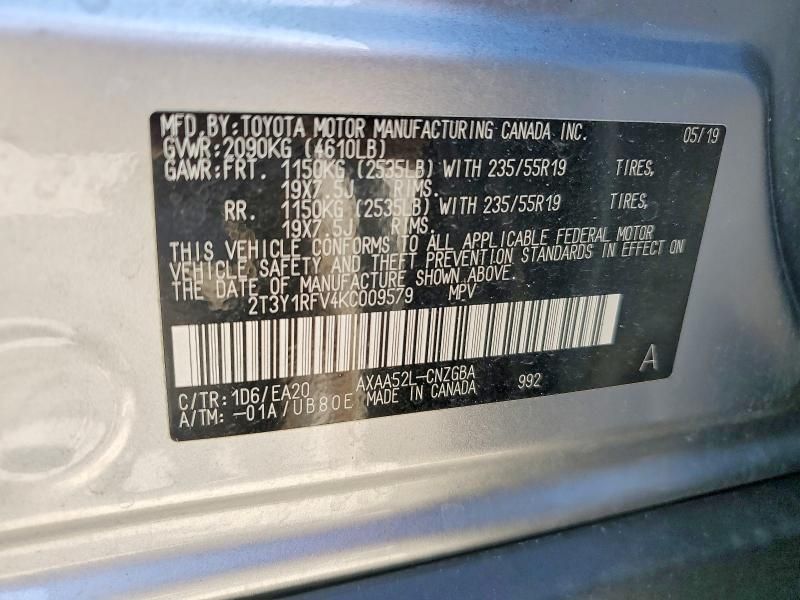 MFD.BY:TOYOTA MOTOR MANUFACTURING CANADA INC. 05/19
GVWR:2090KG (4610LB)
GAWR:FRT. 1150KG (2535LB) WITH 235/55R19 TIRES,
19X7.5J RIMS.
RR. 1150KG (2535LB) WITH 235/55R19 TIRES,
19X7.5J RIMS.
THIS VEHICLE CONFORMS TO ALL APPLICABLE FEDERAL MOTOR
VEHICLE SAFETY AND THEFT PREVENTION STANDARDS IN EFFECT ON
THE DATE OF MANUFACTURE SHOWN ABOVE.
2T3Y1RFV4KC009579 MPV
A
C/TR:1D6/EA20 AXAA52L-CNZGBA 992
A/TM:-01A/UB80E MADE IN CANADA